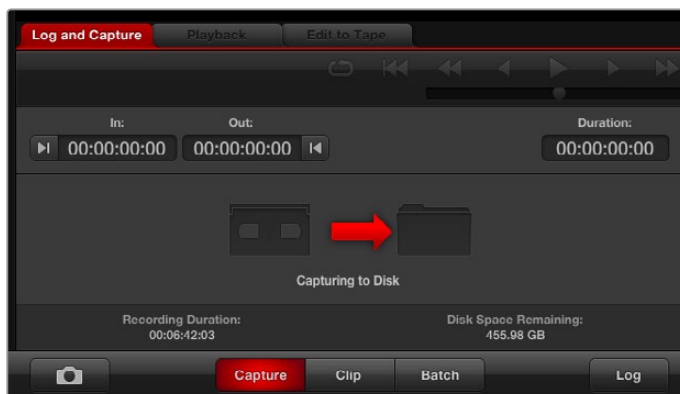 Log and Capture Playback Edit to Tape
In: Out: Duration:
00:00:00:00 00:00:00:00 00:00:00:00
Capturing to Disk
Recording Duration: Disk Space Remaining:
00:06:42:03 455.98 GB
Capture Clip Batch Log